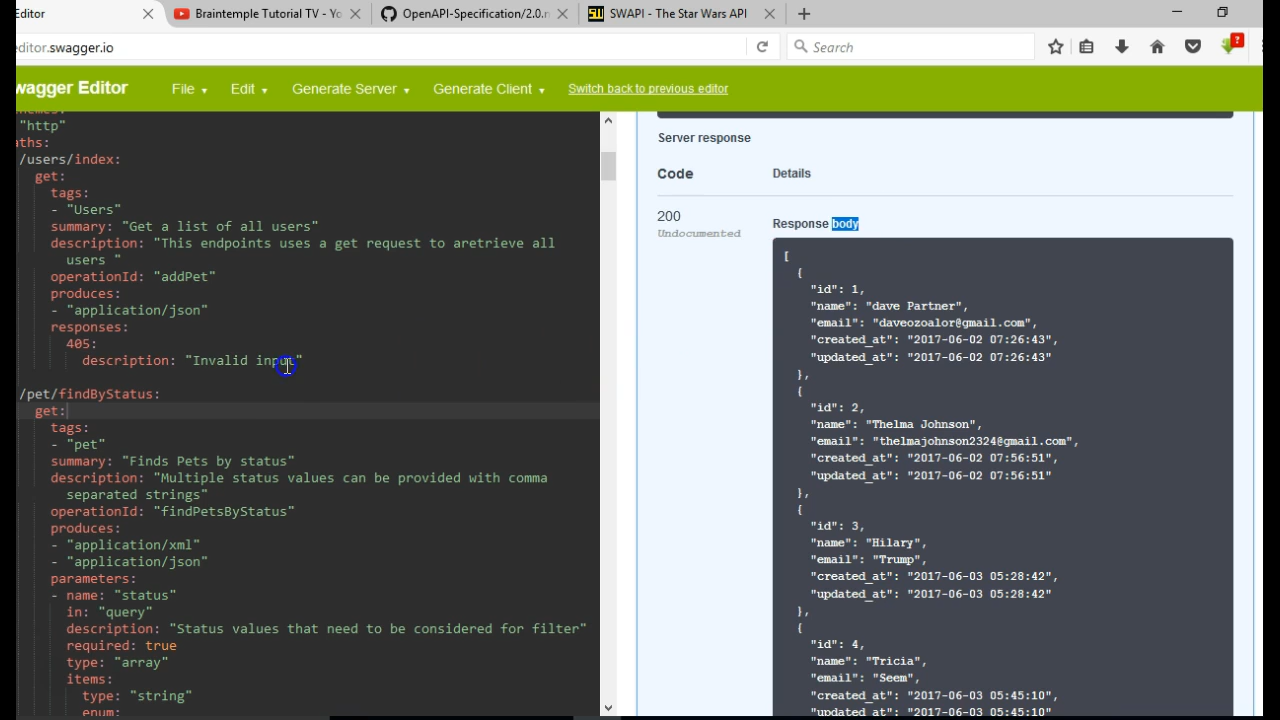 Editor
Braintemple Tutorial TV - Yo
OpenAPI-Specification/2.0.n
SWAPI - The Star Wars API
editor.swagger.io
Search
?
wagger Editor
File
Edit
Generate Server
Generate Client
Switch back to previous editor
"http"
aths:
/users/index:
get:
tags:
- "Users"
summary: "Get a list of all users"
description: "This endpoints uses a get request to aretrieve all
users "
operationId: "addPet"
produces:
- "application/json"
responses:
405:
description: "Invalid input"
/pet/findByStatus:
get:
tags:
- "pet"
summary: "Finds Pets by status"
description: "Multiple status values can be provided with comma
separated strings"
operationId: "findPetsByStatus"
produces:
- "application/xml"
- "application/json"
parameters:
- name: "status"
in: "query"
description: "Status values that need to be considered for filter"
required: true
type: "array"
items:
type: "string"
enum:
Server response
Code
Details
200
Undocumented
Response body
[
{
"id": 1,
"name": "dave Partner",
"email": "daveozoalor@gmail.com",
"created_at": "2017-06-02 07:26:43",
"updated_at": "2017-06-02 07:26:43"
},
{
"id": 2,
"name": "Thelma Johnson",
"email": "thelmajohnson2324@gmail.com",
"created_at": "2017-06-02 07:56:51",
"updated_at": "2017-06-02 07:56:51"
},
{
"id": 3,
"name": "Hilary",
"email": "Trump",
"created_at": "2017-06-03 05:28:42",
"updated_at": "2017-06-03 05:28:42"
},
{
"id": 4,
"name": "Tricia",
"email": "Seem",
"created_at": "2017-06-03 05:45:10",
"updated_at": "2017-06-03 05:45:10"